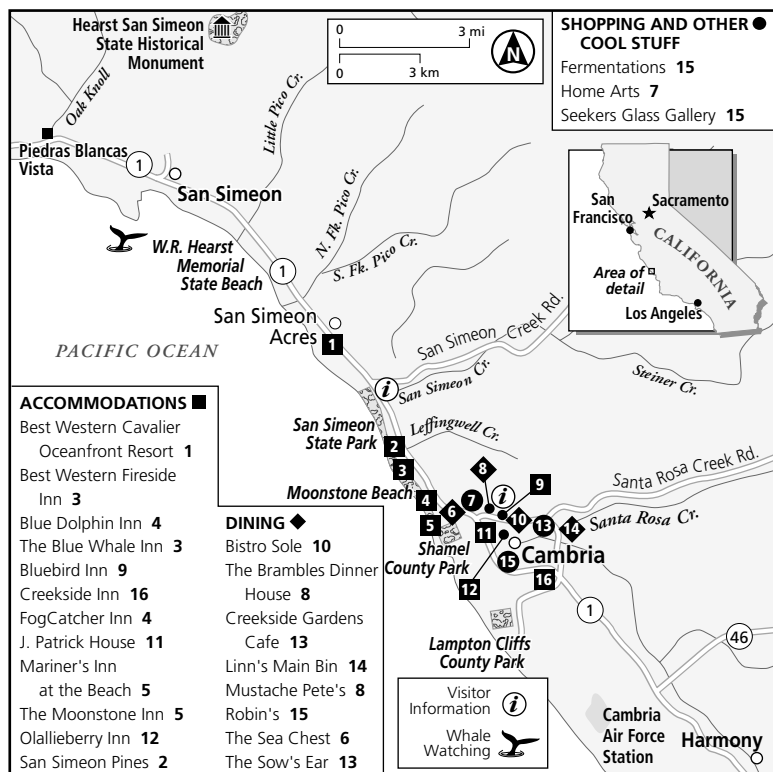 Hearst San Simeon
State Historical
Monument
0 3 mi
0 3 km
N
SHOPPING AND OTHER ●
COOL STUFF
Fermentations 15
Home Arts 7
Seekers Glass Gallery 15
Oak Knoll
Piedras Blancas
Vista
1
San Simeon
Little Pico Cr.
N. Fk. Pico Cr.
S. Fk. Pico Cr.
W.R. Hearst
Memorial
State Beach
1
San Simeon
Acres
1
PACIFIC OCEAN
San
Francisco
Sacramento
CALIFORNIA
Area of
detail
Los Angeles
San Simeon Creek Rd.
San Simeon Cr.
i
Steiner Cr.
San Simeon
State Park
Leffingwell Cr.
2
3
Moonstone Beach
4
5
6
7
8
i
9
10
11
13
14
Santa Rosa Creek Rd.
Santa Rosa Cr.
Shamel
County Park
Cambria
15
12
16
1
46
Lampton Cliffs
County Park
Cambria
Air Force
Station
Harmony
ACCOMMODATIONS ■
Best Western Cavalier
Oceanfront Resort 1
Best Western Fireside
Inn 3
Blue Dolphin Inn 4
The Blue Whale Inn 3
Bluebird Inn 9
Creekside Inn 16
FogCatcher Inn 4
J. Patrick House 11
Mariner's Inn
at the Beach 5
The Moonstone Inn 5
Olallieberry Inn 12
San Simeon Pines 2
DINING ◆
Bistro Sole 10
The Brambles Dinner
House 8
Creekside Gardens
Cafe 13
Linn's Main Bin 14
Mustache Pete's 8
Robin's 15
The Sea Chest 6
The Sow's Ear 13
Visitor
Information i
Whale
Watching